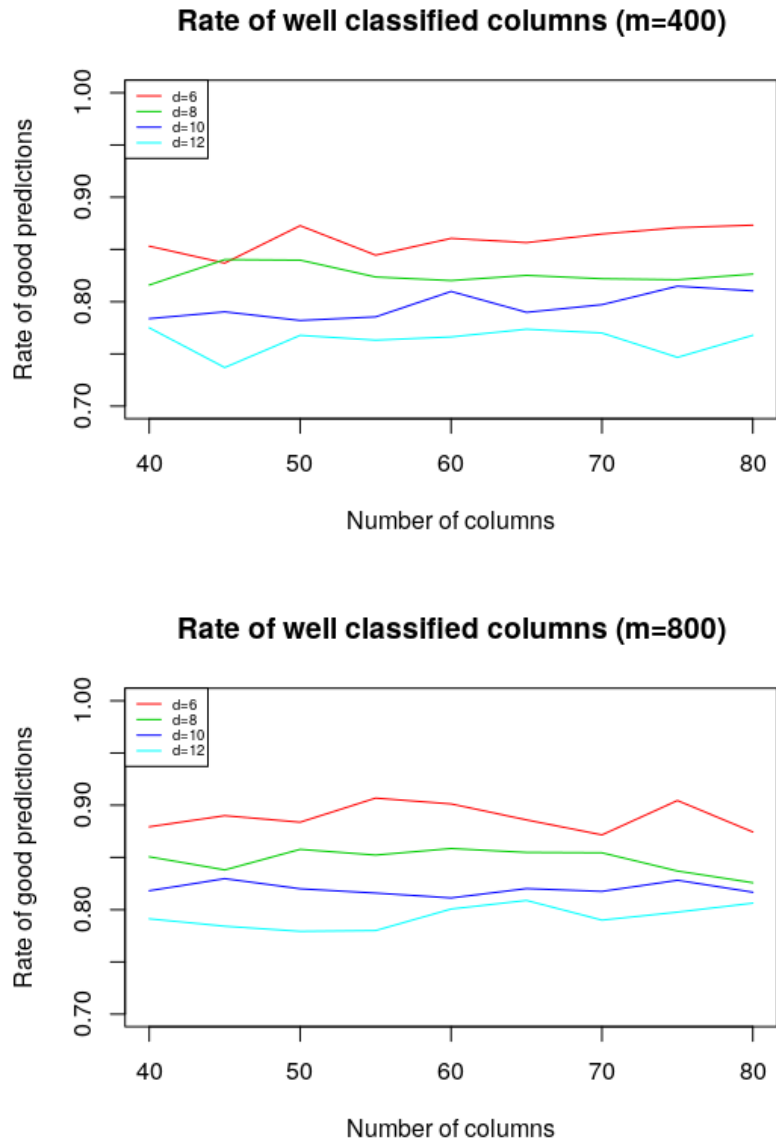 Rate of well classified columns (m=400)
Rate of good predictions
1.00
0.90
0.80
0.70
d=6
d=8
d=10
d=12
40 50 60 70 80
Number of columns
Rate of well classified columns (m=800)
Rate of good predictions
1.00
0.90
0.80
0.70
d=6
d=8
d=10
d=12
40 50 60 70 80
Number of columns